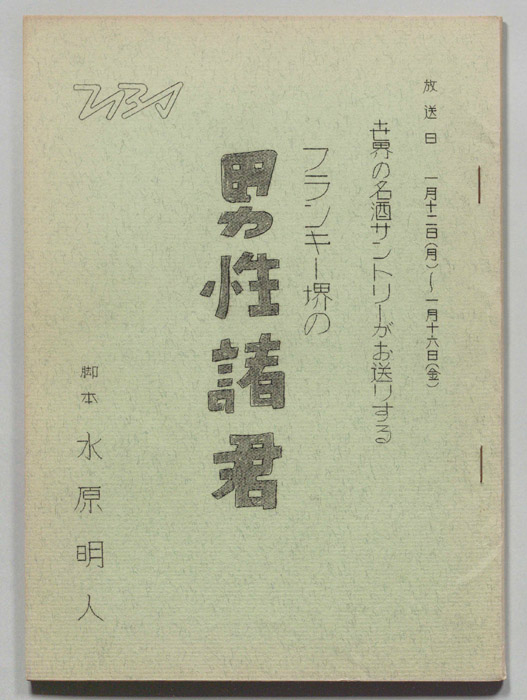 放送日 一月十二日(月)~一月十六日(金)
世界の名酒サントリーがお送りする
フランキー堺の
男性諸君
脚本 水原明人
TBS